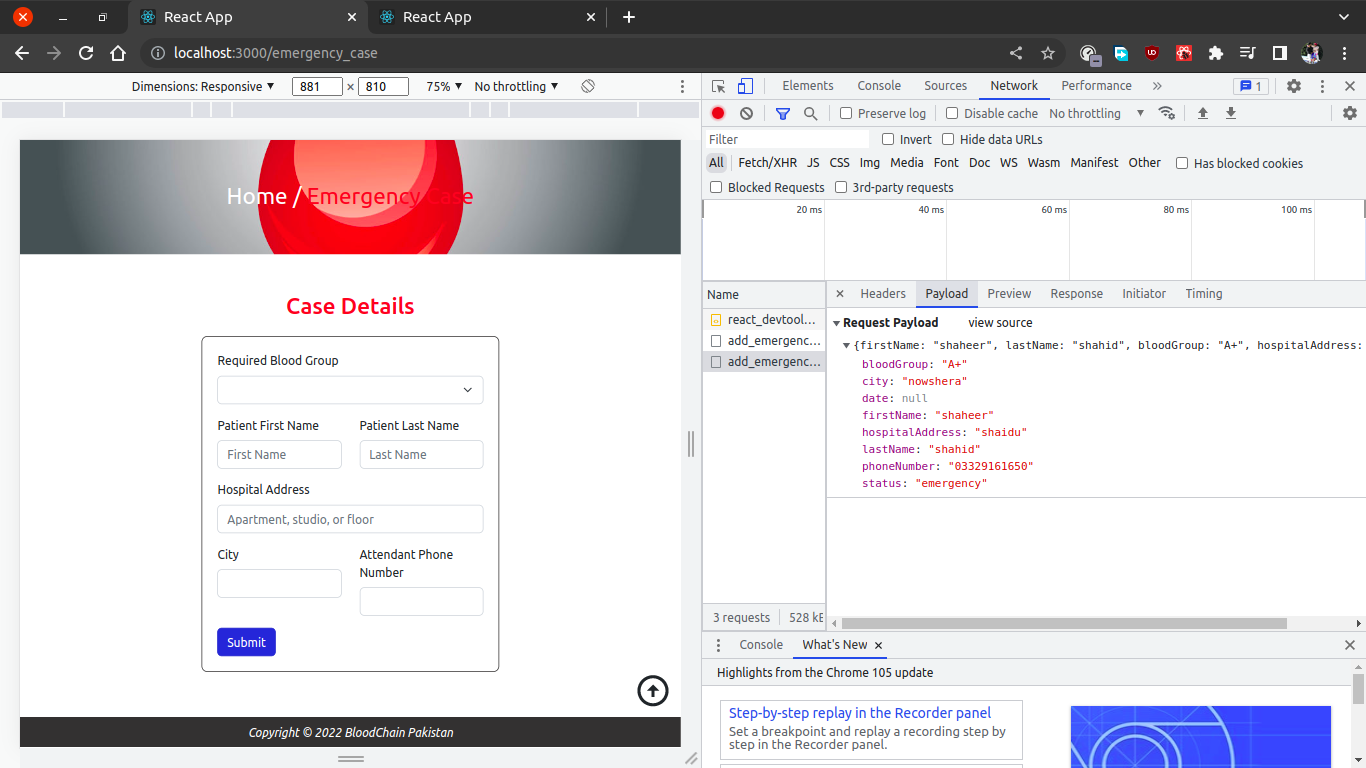 React App
React App
localhost:3000/emergency_case
Dimensions: Responsive 881 × 810 75% No throttling
Home / Emergency Case
Case Details
Required Blood Group
Patient First Name Patient Last Name
First Name Last Name
Hospital Address
Apartment, studio, or floor
City Attendant Phone
Number
Submit
Copyright © 2022 BloodChain Pakistan
Elements Console Sources Network Performance » 1
Preserve log Disable cache No throttling
Filter Invert Hide data URLs
All Fetch/XHR JS CSS Img Media Font Doc WS Wasm Manifest Other Has blocked cookies
Blocked Requests 3rd-party requests
20 ms 40 ms 60 ms 80 ms 100 ms
Name
react_devtool...
add_emergenc...
add_emergenc...
3 requests 528 kE
Headers Payload Preview Response Initiator Timing
Request Payload view source
{firstName: "shaheer", lastName: "shahid", bloodGroup: "A+", hospitalAddress:
bloodGroup: "A+"
city: "nowshera"
date: null
firstName: "shaheer"
hospitalAddress: "shaidu"
lastName: "shahid"
phoneNumber: "03329161650"
status: "emergency"
Console What's New
Highlights from the Chrome 105 update
Step-by-step replay in the Recorder panel
Set a breakpoint and replay a recording step by
step in the Recorder panel.